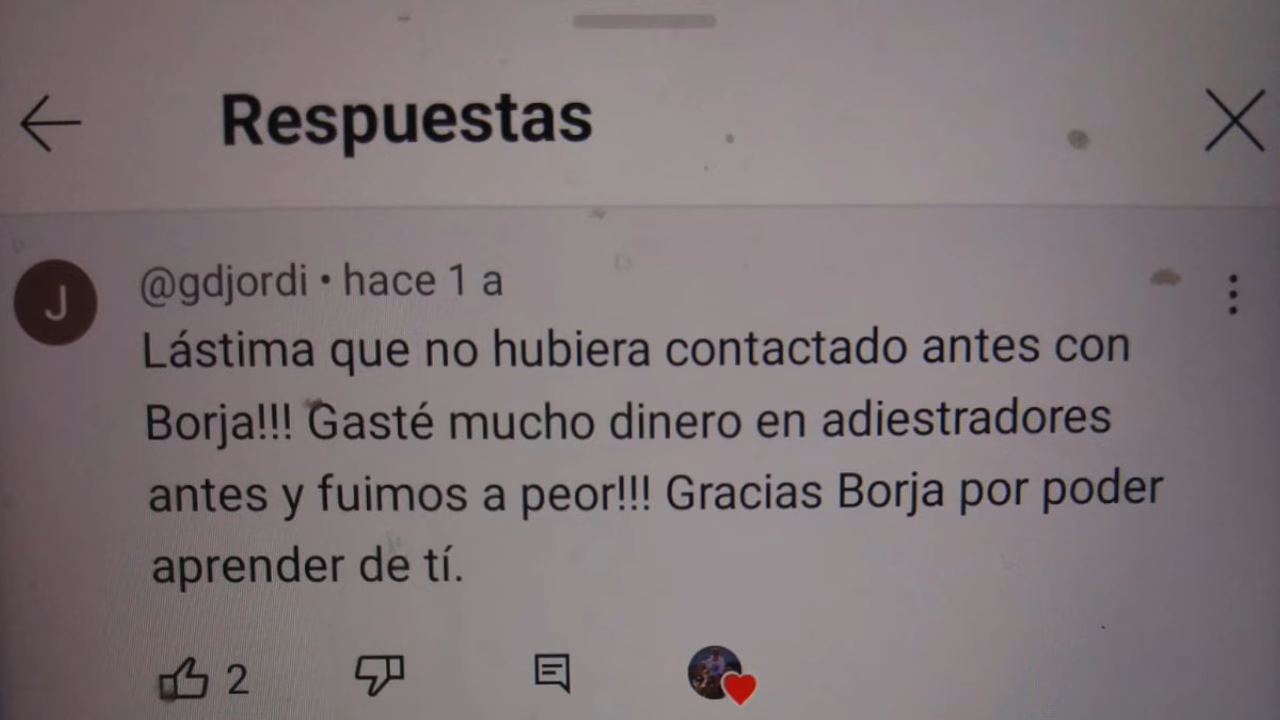 Respuestas
J
@gdjordi • hace 1 a
Lástima que no hubiera contactado antes con
Borja!!! Gasté mucho dinero en adiestradores
antes y fuimos a peor!!! Gracias Borja por poder
aprender de tí.
2